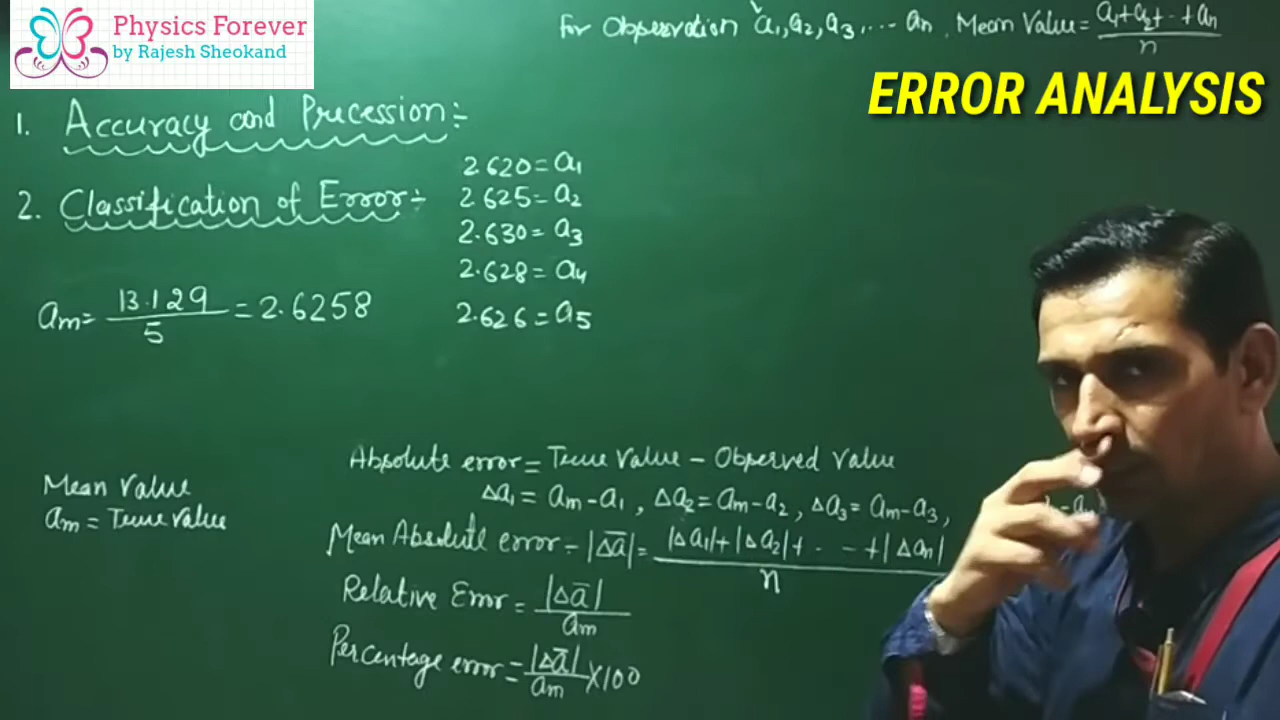 Physics Forever
by Rajesh Sheokand
For Observation a1, a2, a3, ... an, Mean Value = a1+a2+--+an / n
ERROR ANALYSIS
1. Accuracy and Precession:-
2. Classification of Error:-
2.620 = a1
2.625 = a2
2.630 = a3
2.628 = a4
2.626 = a5
am = 13.129 / 5 = 2.6258
Mean Value
am = True Value
Absolute error = True Value - Observed Value
Δa1 = am - a1, Δa2 = am - a2, Δa3 = am - a3,
Mean Absolute error = |Δā| = |Δa1| + |Δa2| + . -- + |Δan| / n
Relative Error = |Δā| / am
Percentage error = |Δā| / am × 100